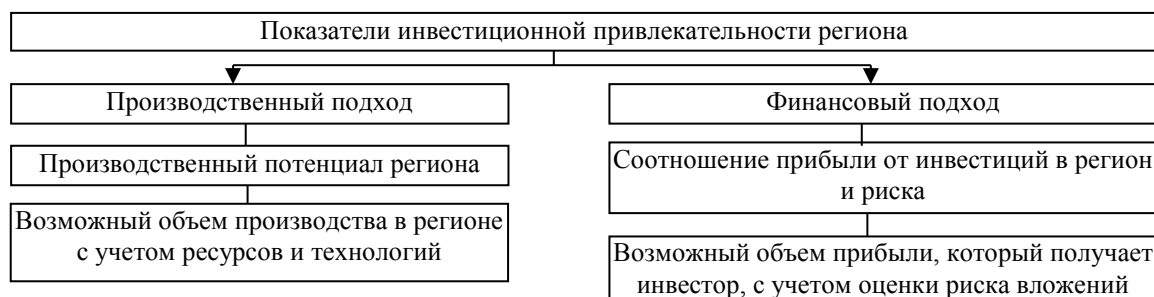 Показатели инвестиционной привлекательности региона
Производственный подход
Производственный потенциал региона
Возможный объем производства в регионе
с учетом ресурсов и технологий
Финансовый подход
Соотношение прибыли от инвестиций в регион
и риска
Возможный объем прибыли, который получает
инвестор, с учетом оценки риска вложений